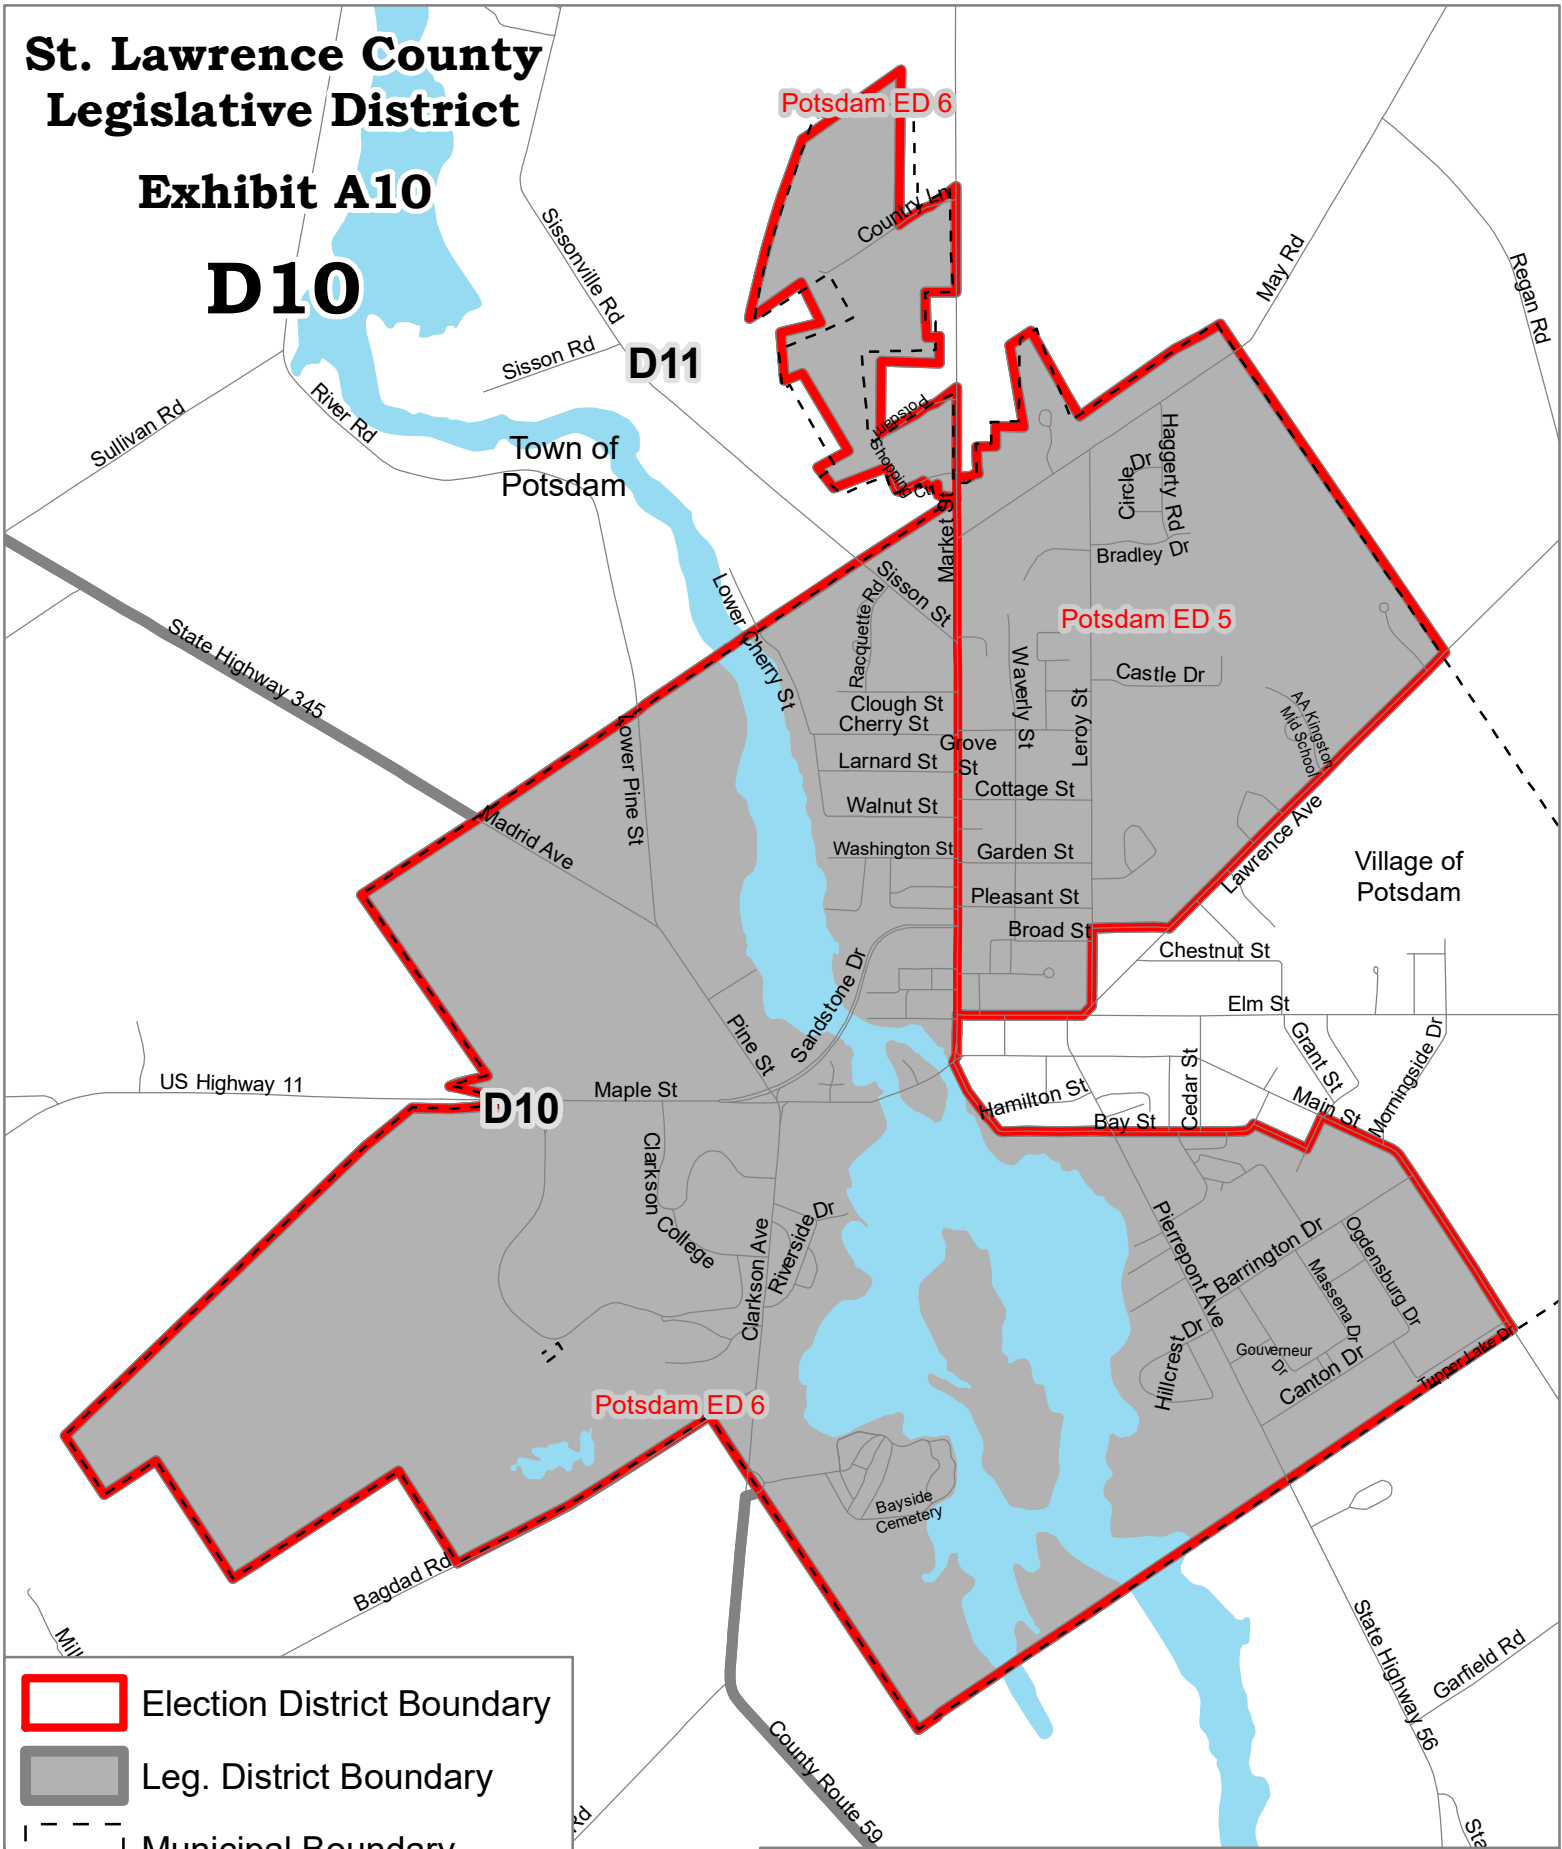 St. Lawrence County
Legislative District
Exhibit A10
D10
Potsdam ED 6
Country Ln
Sissonville Rd
May Rd
Regan Rd
D11
Sisson Rd
Sullivan Rd
River Rd
Town of
Potsdam
Potsdam
Shopping Ct
Market St
Haggerty Rd
Circle Dr
Bradley Dr
Sisson St
Racquette Rd
Lower Cherry St
Potsdam ED 5
State Highway 345
Waverly St
Castle Dr
Leroy St
AA Kingston
Mid School
Clough St
Cherry St
Grove
St
Larnard St
Lower Pine St
Cottage St
Walnut St
Madrid Ave
Washington St
Garden St
Lawrence Ave
Village of
Potsdam
Pleasant St
Broad St
Chestnut St
Sandstone Dr
Elm St
Pine St
Grant St
Morningside Dr
US Highway 11
Maple St
D10
Hamilton St
Cedar St
Main St
Bay St
Clarkson
College
Clarkson Ave
Riverside Dr
Pierrepont Ave
Barrington Dr
Ogdensburg Dr
Massena Dr
Hillcrest Dr
Gouverneur
Dr
Canton Dr
Tupper Lake Dr
Potsdam ED 6
Bayside
Cemetery
Bagdad Rd
Mill
State Highway 56
Garfield Rd
County Route 59
Rd
Sta
Election District Boundary
Leg. District Boundary
Municipal Boundary